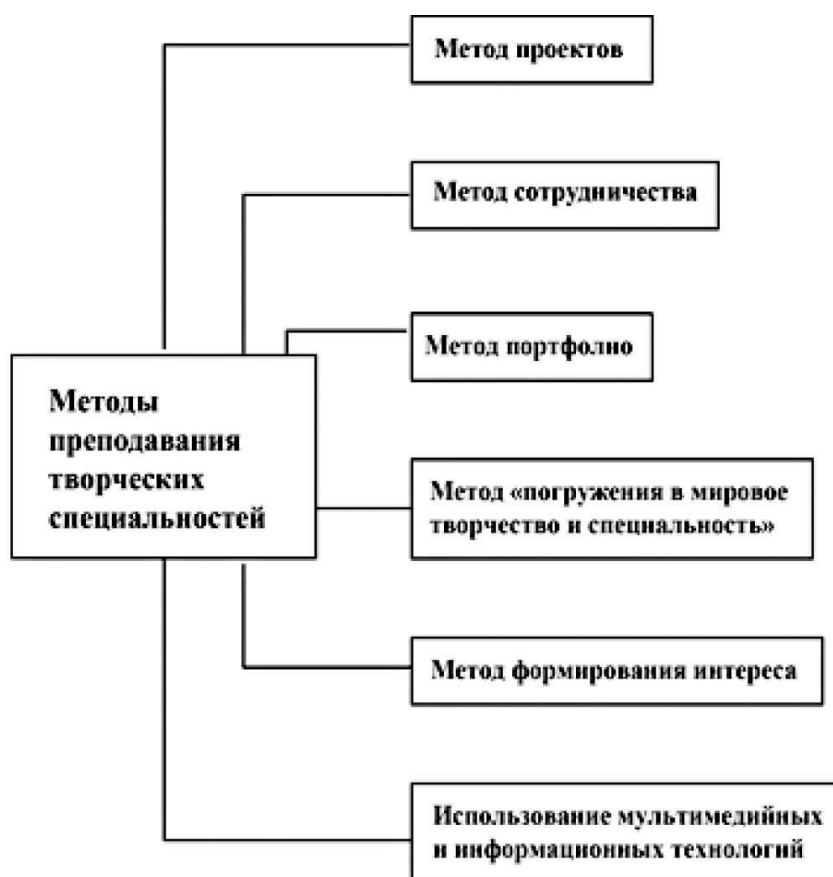 Метод проектов
Метод сотрудничества
Метод портфолио
Методы
преподавания
творческих
специальностей
Метод «погружения в мировое
творчество и специальность»
Метод формирования интереса
Использование мультимедийных
и информационных технологий